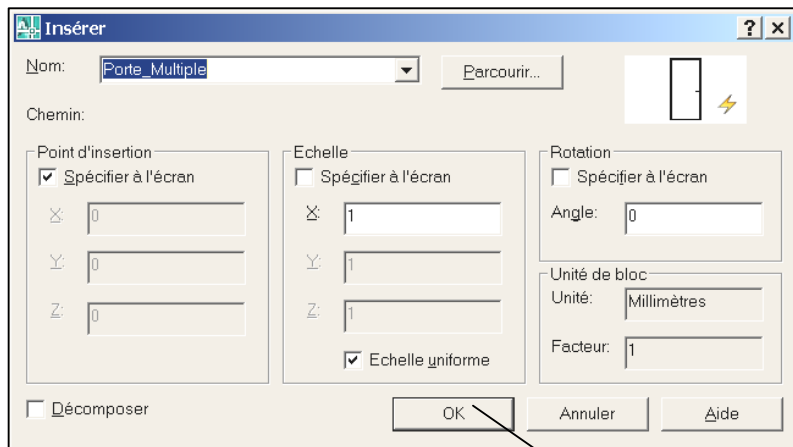 Insérer
Nom: Porte_Multiple Parcourir...
Chemin:
Point d'insertion
Spécifier à l'écran
X: 0
Y: 0
Z: 0
Echelle
Spécifier à l'écran
X: 1
Y: 1
Z: 1
Echelle uniforme
Rotation
Spécifier à l'écran
Angle: 0
Unité de bloc
Unité: Millimètres
Facteur: 1
Décomposer OK Annuler Aide